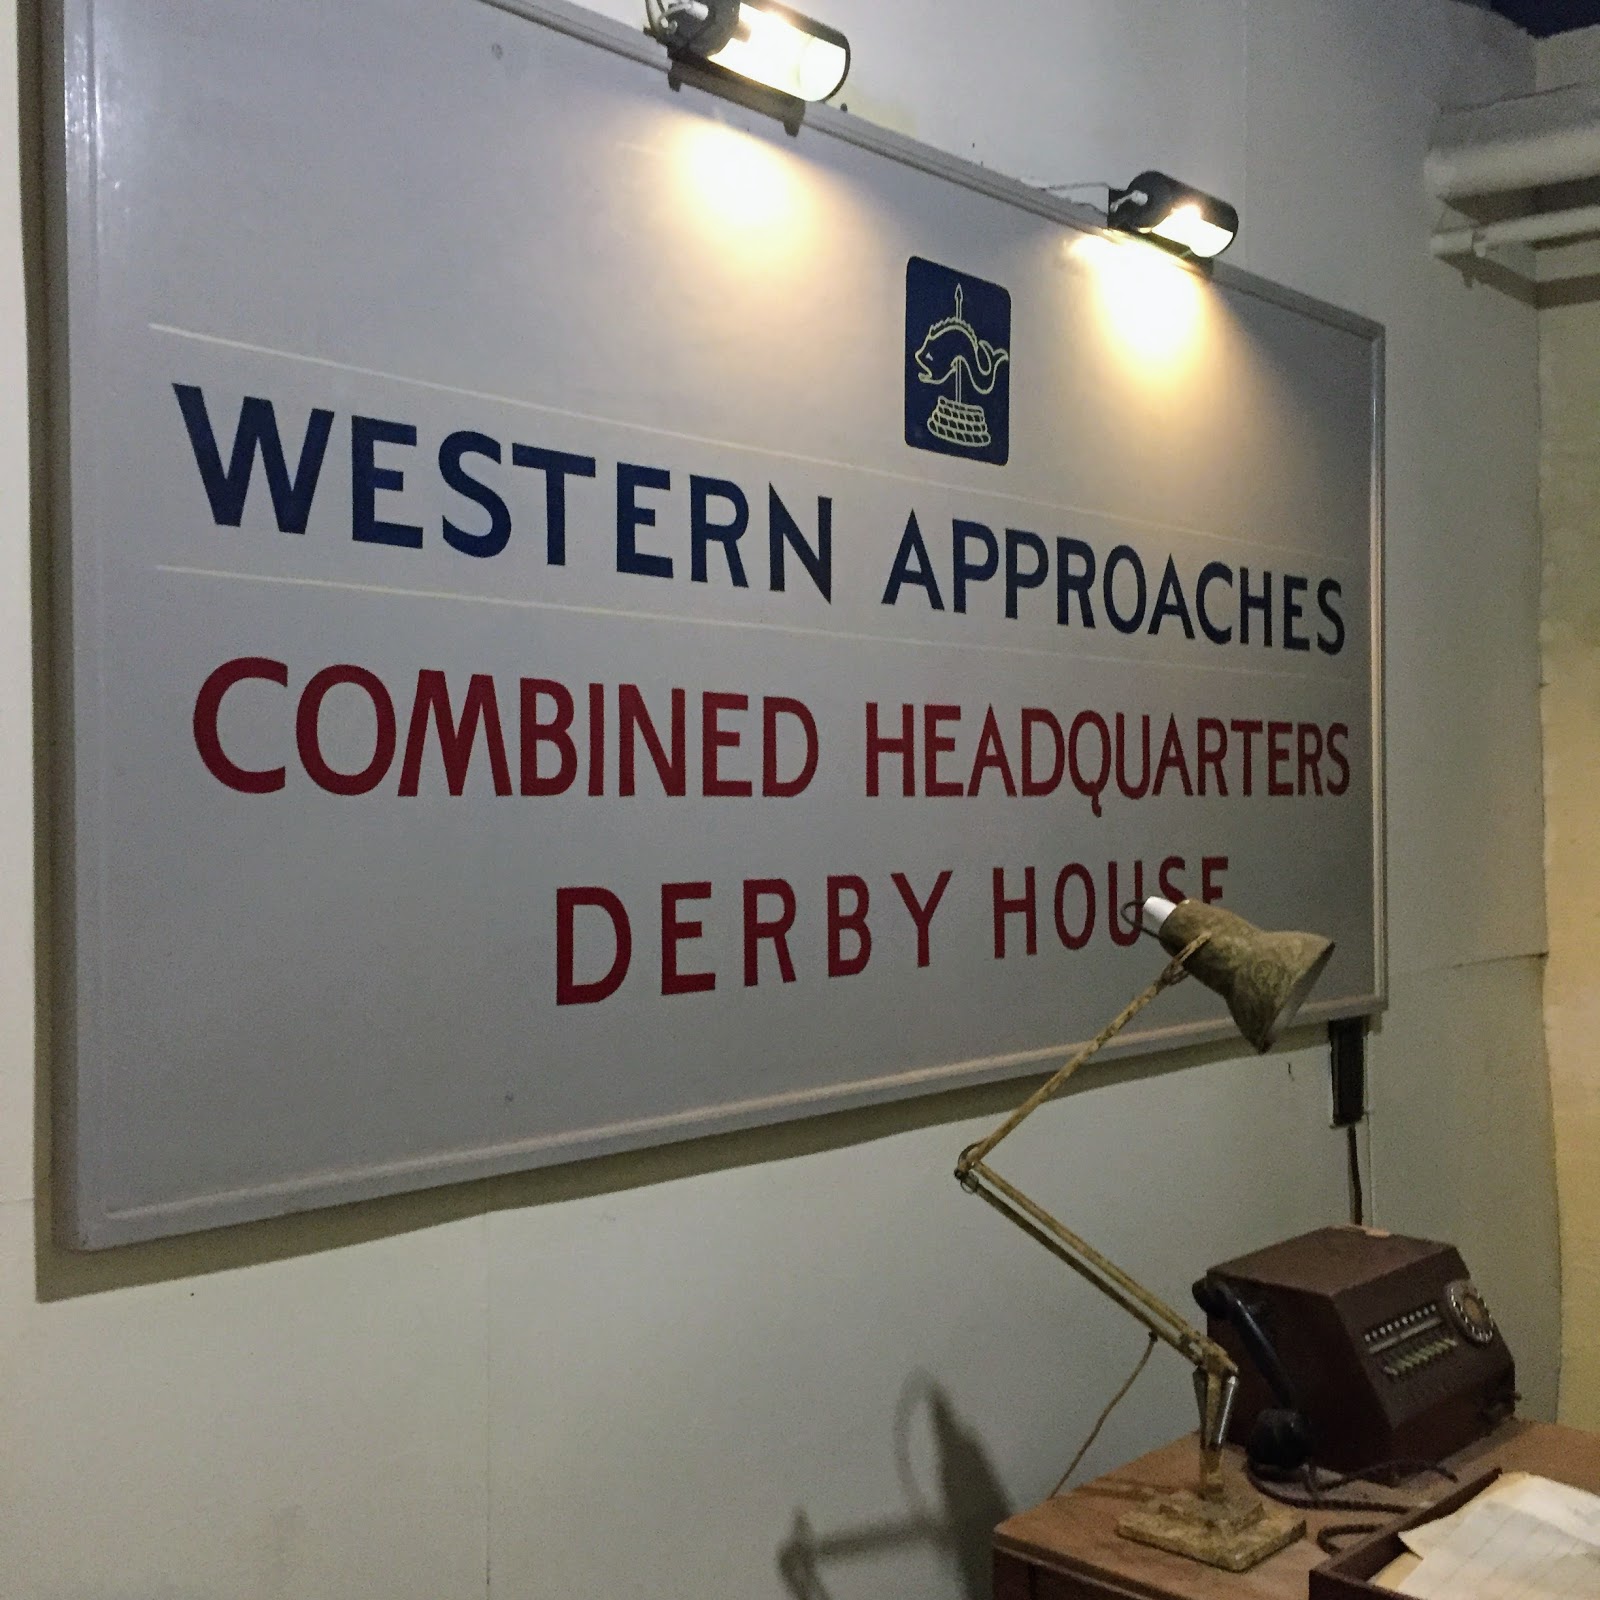 WESTERN APPROACHES
COMBINED HEADQUARTERS
DERBY HOUSE